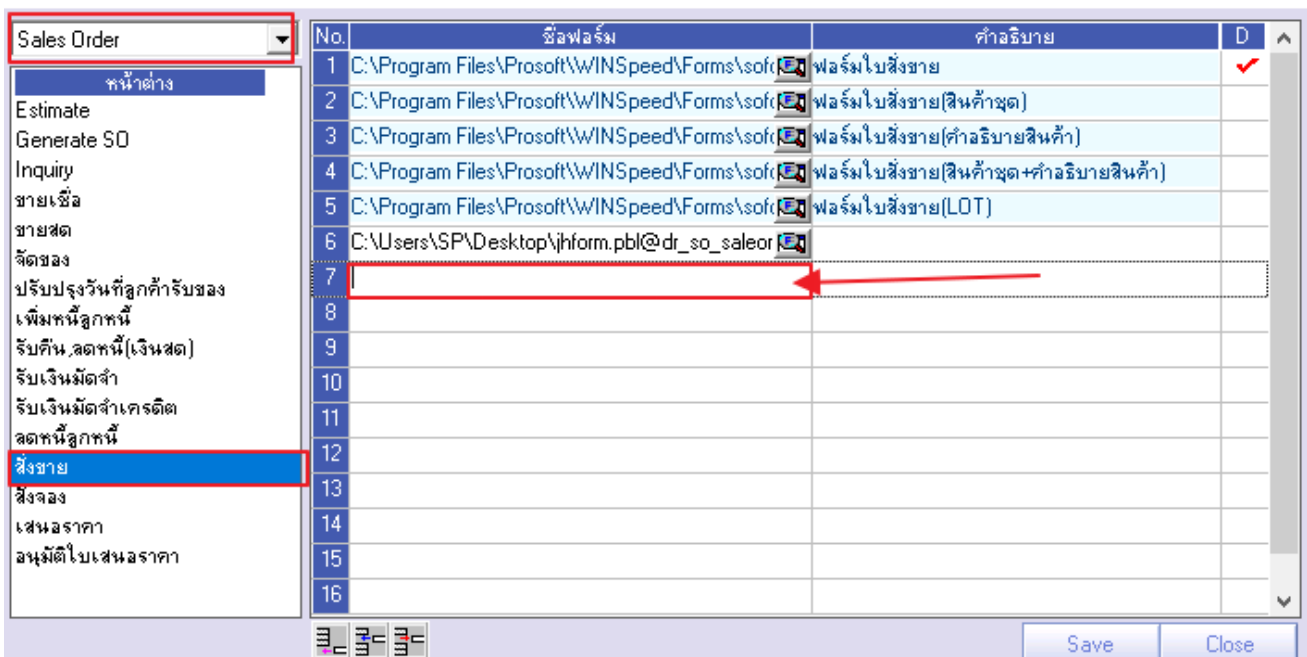 Sales Order
หน้าต่าง
Estimate
Generate SO
Inquiry
ขายเชื่อ
ขายสด
จัดของ
ปรับปรุงวันที่ลูกค้ารับของ
เพิ่มหนี้ลูกหนี้
รับคืน,ลดหนี้(เงินสด)
รับเงินมัดจำ
รับเงินมัดจำเครดิต
ลดหนี้ลูกหนี้
สั่งขาย
สั่งจอง
เสนอราคา
อนุมัติใบเสนอราคา
No. ชื่อฟอร์ม คำอธิบาย D
1 C:\Program Files\Prosoft\WINSpeed\Forms\sofo ฟอร์มใบสั่งขาย
2 C:\Program Files\Prosoft\WINSpeed\Forms\sofo ฟอร์มใบสั่งขาย(สินค้าชุด)
3 C:\Program Files\Prosoft\WINSpeed\Forms\sofo ฟอร์มใบสั่งขาย(คำอธิบายสินค้า)
4 C:\Program Files\Prosoft\WINSpeed\Forms\sofo ฟอร์มใบสั่งขาย(สินค้าชุด+คำอธิบายสินค้า)
5 C:\Program Files\Prosoft\WINSpeed\Forms\sofo ฟอร์มใบสั่งขาย(LOT)
6 C:\Users\SP\Desktop\jhform.pbl@dr_so_saleor
7
8
9
10
11
12
13
14
15
16
Save Close